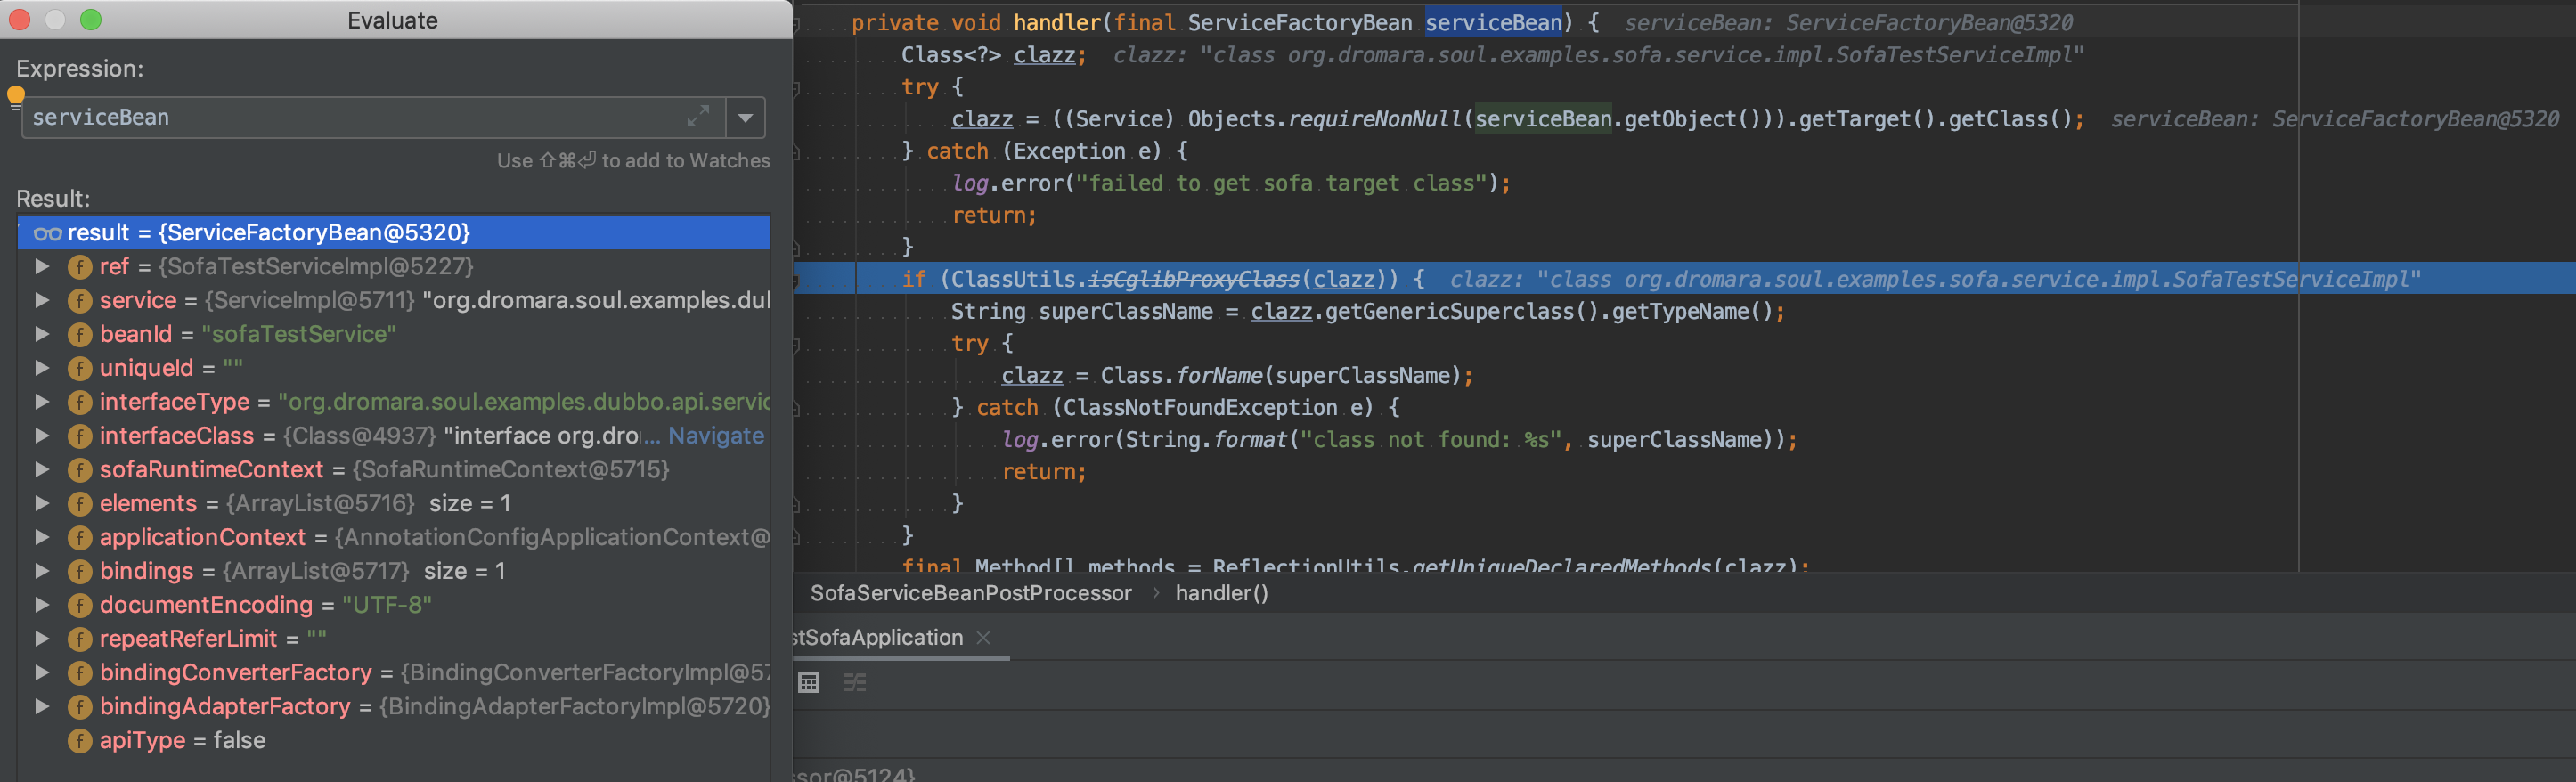 Evaluate
Expression:
serviceBean
Use ⇧⌘⏎ to add to Watches
Result:
result = {ServiceFactoryBean@5320}
ref = {SofaTestServiceImpl@5227}
service = {ServiceImpl@5711} "org.dromara.soul.examples.dul
beanId = "sofaTestService"
uniqueId = ""
interfaceType = "org.dromara.soul.examples.dubbo.api.servic
interfaceClass = {Class@4937} "interface org.dro... Navigate
sofaRuntimeContext = {SofaRuntimeContext@5715}
elements = {ArrayList@5716} size = 1
applicationContext = {AnnotationConfigApplicationContext@
bindings = {ArrayList@5717} size = 1
documentEncoding = "UTF-8"
repeatReferLimit = ""
bindingConverterFactory = {BindingConverterFactoryImpl@57
bindingAdapterFactory = {BindingAdapterFactoryImpl@5720}
apiType = false
private void handler(final ServiceFactoryBean serviceBean) { serviceBean: ServiceFactoryBean@5320
Class<?> clazz; clazz: "class org.dromara.soul.examples.sofa.service.impl.SofaTestServiceImpl"
try {
clazz = ((Service) Objects.requireNonNull(serviceBean.getObject())).getTarget().getClass(); serviceBean: ServiceFactoryBean@5320
} catch (Exception e) {
log.error("failed to get sofa target class");
return;
}
if (ClassUtils.isCglibProxyClass(clazz)) { clazz: "class org.dromara.soul.examples.sofa.service.impl.SofaTestServiceImpl"
String superClassName = clazz.getGenericSuperclass().getTypeName();
try {
clazz = Class.forName(superClassName);
} catch (ClassNotFoundException e) {
log.error(String.format("class not found: %s", superClassName));
return;
}
}
final Method[] methods = ReflectionUtils.getUniqueDeclaredMethods(clazz);
SofaServiceBeanPostProcessor › handler()
stSofaApplication ×
ssor@5124}